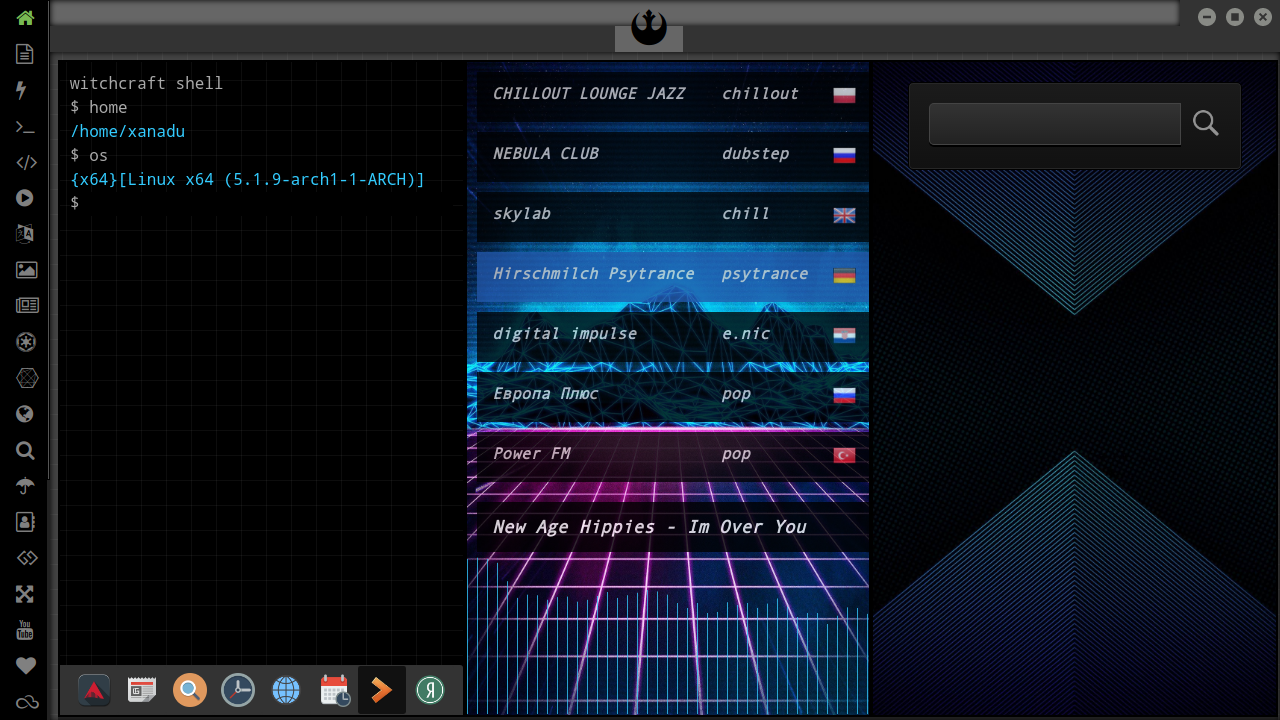 witchcraft shell
$ home
/home/xanadu
$ os
{x64}[Linux x64 (5.1.9-arch1-1-ARCH)]
$
CHILLOUT LOUNGE JAZZ chillout
NEBULA CLUB dubstep
skylab chill
Hirschmilch Psytrance psytrance
digital impulse e.nic
Европа Плюс pop
Power FM pop
New Age Hippies - Im Over You
You
Tube
A
Я